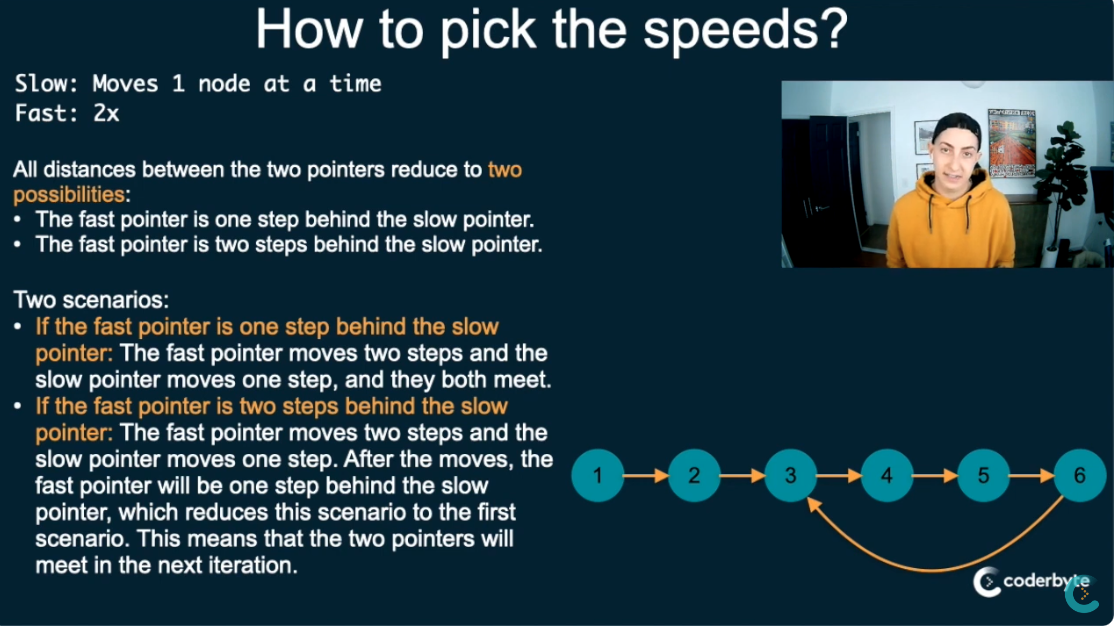 How to pick the speeds?
Slow: Moves 1 node at a time
Fast: 2x
All distances between the two pointers reduce to two
possibilities:
• The fast pointer is one step behind the slow pointer.
• The fast pointer is two steps behind the slow pointer.
Two scenarios:
• If the fast pointer is one step behind the slow
pointer: The fast pointer moves two steps and the
slow pointer moves one step, and they both meet.
• If the fast pointer is two steps behind the slow
pointer: The fast pointer moves two steps and the
slow pointer moves one step. After the moves, the
fast pointer will be one step behind the slow
pointer, which reduces this scenario to the first
scenario. This means that the two pointers will
meet in the next iteration.
1 2 3 4 5 6
coderbyte